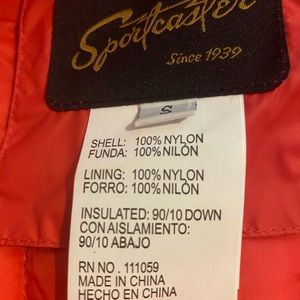 Sportcaster
Since 1939
S
SHELL: 100% NYLON
FUNDA: 100% NILÓN
LINING: 100% NYLON
FORRO: 100% NILÓN
INSULATED: 90/10 DOWN
CON AISLAMIENTO:
90/10 ABAJO
RN NO . 111059
MADE IN CHINA
HECHO EN CHINA